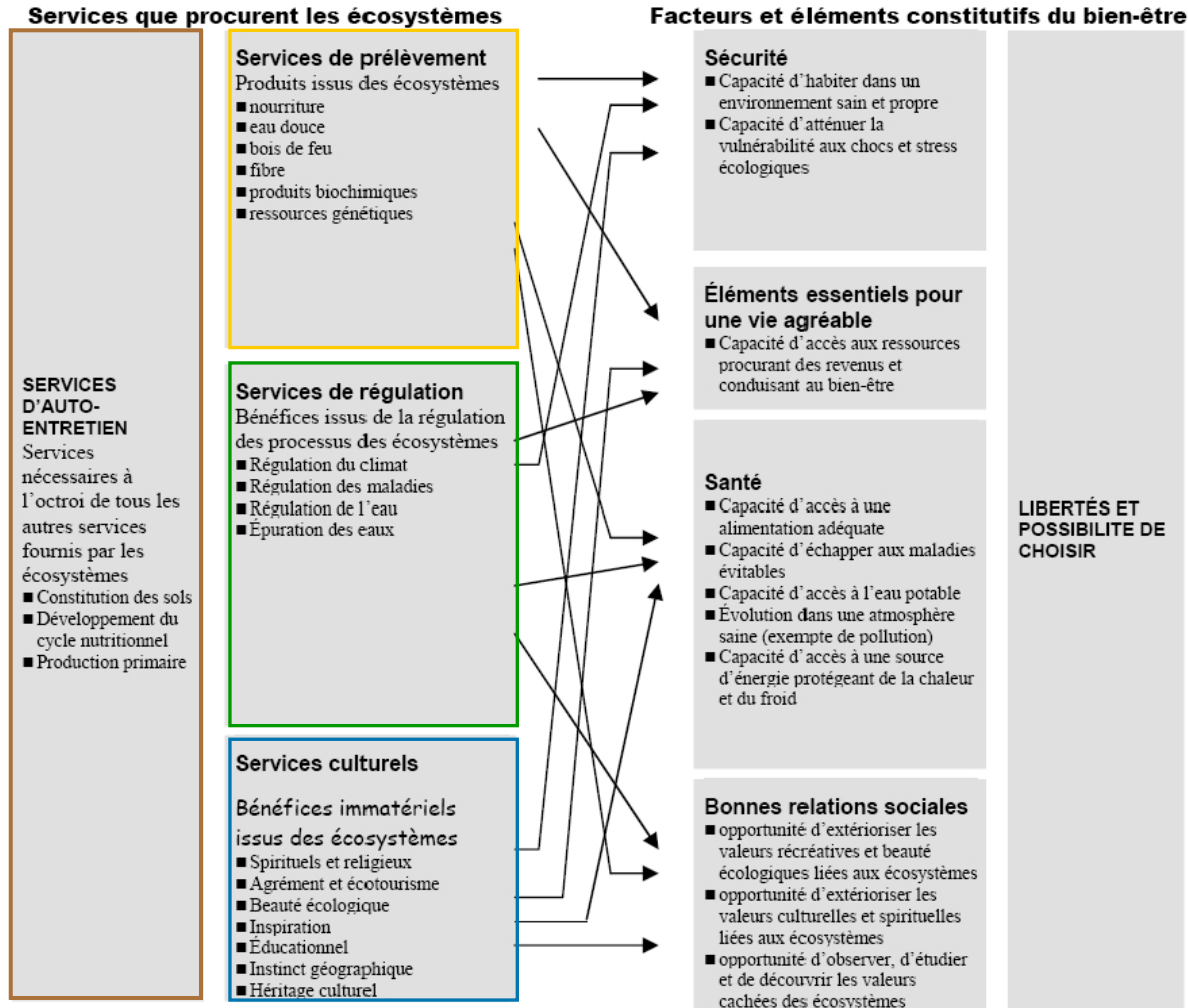 Services que procurent les écosystèmes
Facteurs et éléments constitutifs du bien-être
SERVICES
D'AUTO-
ENTRETIEN
Services
nécessaires à
l'octroi de tous les
autres services
fournis par les
écosystèmes
■ Constitution des sols
■ Développement du
cycle nutritionnel
■ Production primaire
Services de prélèvement
Produits issus des écosystèmes
■ nourriture
■ eau douce
■ bois de feu
■ fibre
■ produits biochimiques
■ ressources génétiques
Services de régulation
Bénéfices issus de la régulation
des processus des écosystèmes
■ Régulation du climat
■ Régulation des maladies
■ Régulation de l'eau
■ Épuration des eaux
Services culturels
Bénéfices immatériels
issus des écosystèmes
■ Spirituels et religieux
■ Agrément et écotourisme
■ Beauté écologique
■ Inspiration
■ Éducationnel
■ Instinct géographique
■ Héritage culturel
Sécurité
■ Capacité d'habiter dans un
environnement sain et propre
■ Capacité d'atténuer la
vulnérabilité aux chocs et stress
écologiques
Éléments essentiels pour
une vie agréable
■ Capacité d'accès aux ressources
procurant des revenus et
conduisant au bien-être
Santé
■ Capacité d'accès à une
alimentation adéquate
■ Capacité d'échapper aux maladies
évitables
■ Capacité d'accès à l'eau potable
■ Évolution dans une atmosphère
saine (exempte de pollution)
■ Capacité d'accès à une source
d'énergie protégeant de la chaleur
et du froid
Bonnes relations sociales
■ opportunité d'extérioriser les
valeurs récréatives et beauté
écologiques liées aux écosystèmes
■ opportunité d'extérioriser les
valeurs culturelles et spirituelles
liées aux écosystèmes
■ opportunité d'observer, d'étudier
et de découvrir les valeurs
cachées des écosystèmes
LIBERTÉS ET
POSSIBILITE DE
CHOISIR